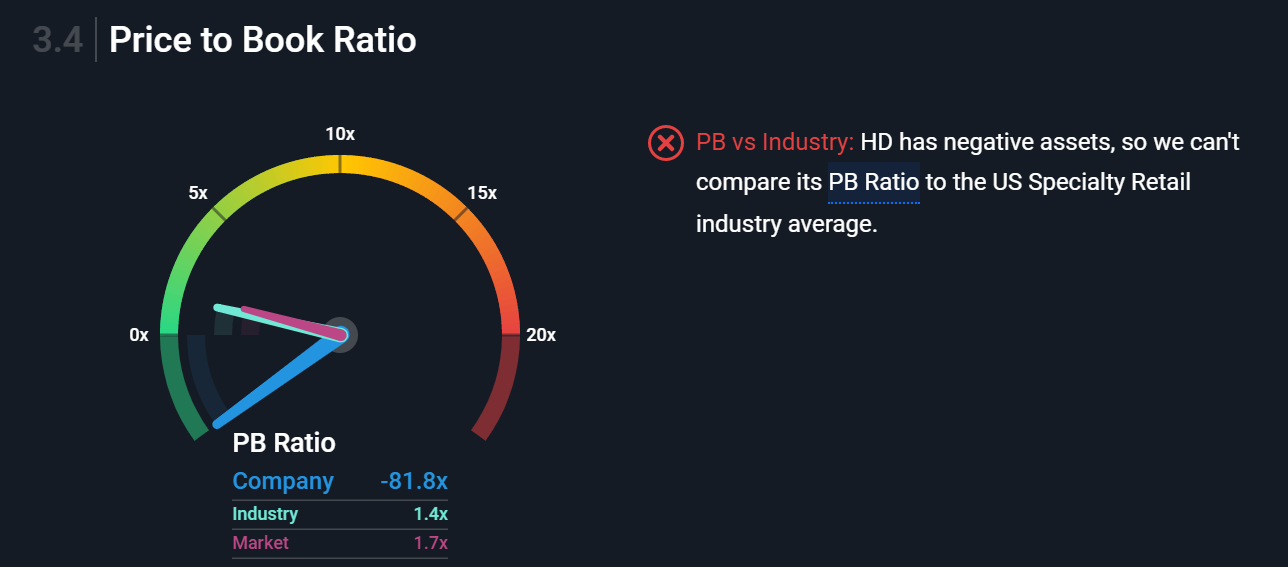 3.4 Price to Book Ratio
10x
5x
15x
0x
20x
PB Ratio
Company -81.8x
Industry 1.4x
Market 1.7x
PB vs Industry: HD has negative assets, so we can't
compare its PB Ratio to the US Specialty Retail
industry average.